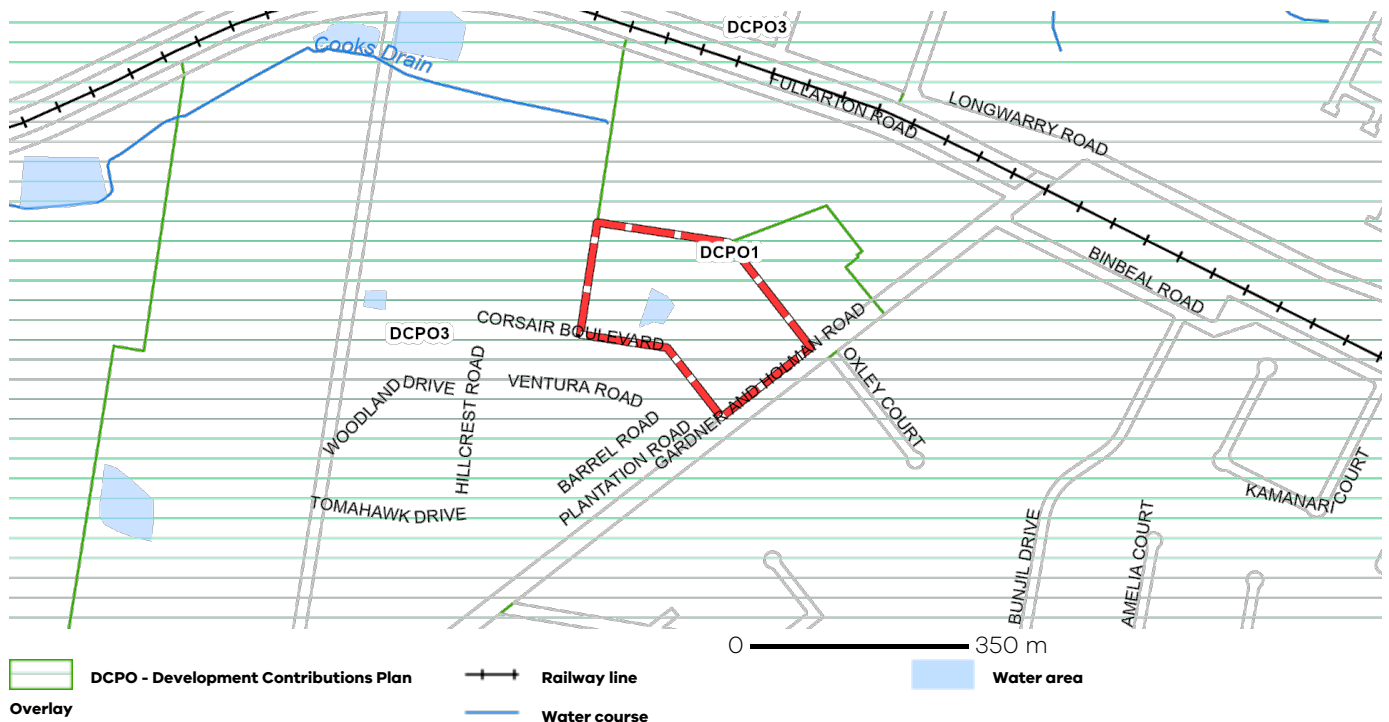 DCPO3
Cooks Drain
FULLARTON ROAD
LONGWARRY ROAD
DCPO1
BINBEAL ROAD
CORSAIR BOULEVARD
DCPO3
GARDNER AND HOLMAN ROAD
OXLEY COURT
WOODLAND DRIVE
HILLCREST ROAD
VENTURA ROAD
BARREL ROAD
PLANTATION ROAD
TOMAHAWK DRIVE
KAMANARI COURT
BUNJIL DRIVE
AMELIA COURT
0 350 m
DCPO - Development Contributions Plan
Overlay
Railway line
Water course
Water area